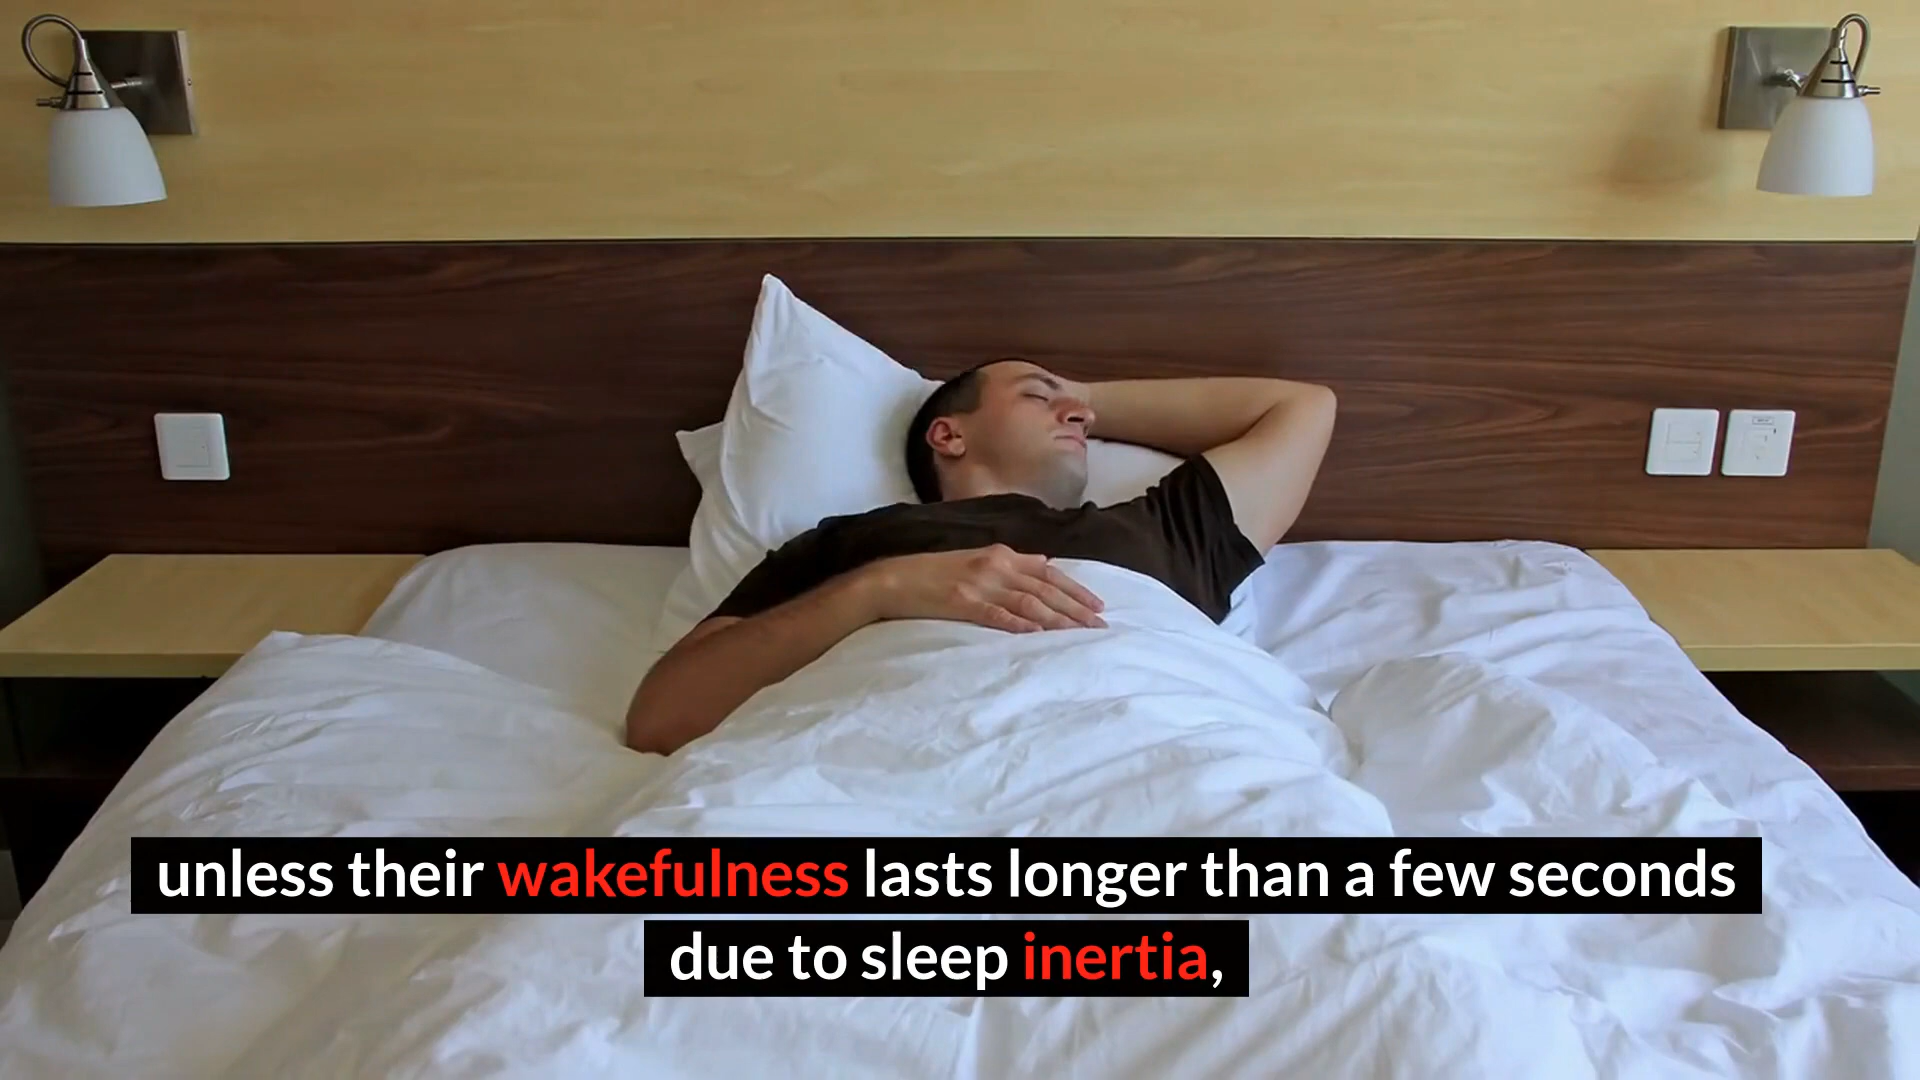 unless their wakefulness lasts longer than a few seconds
due to sleep inertia,